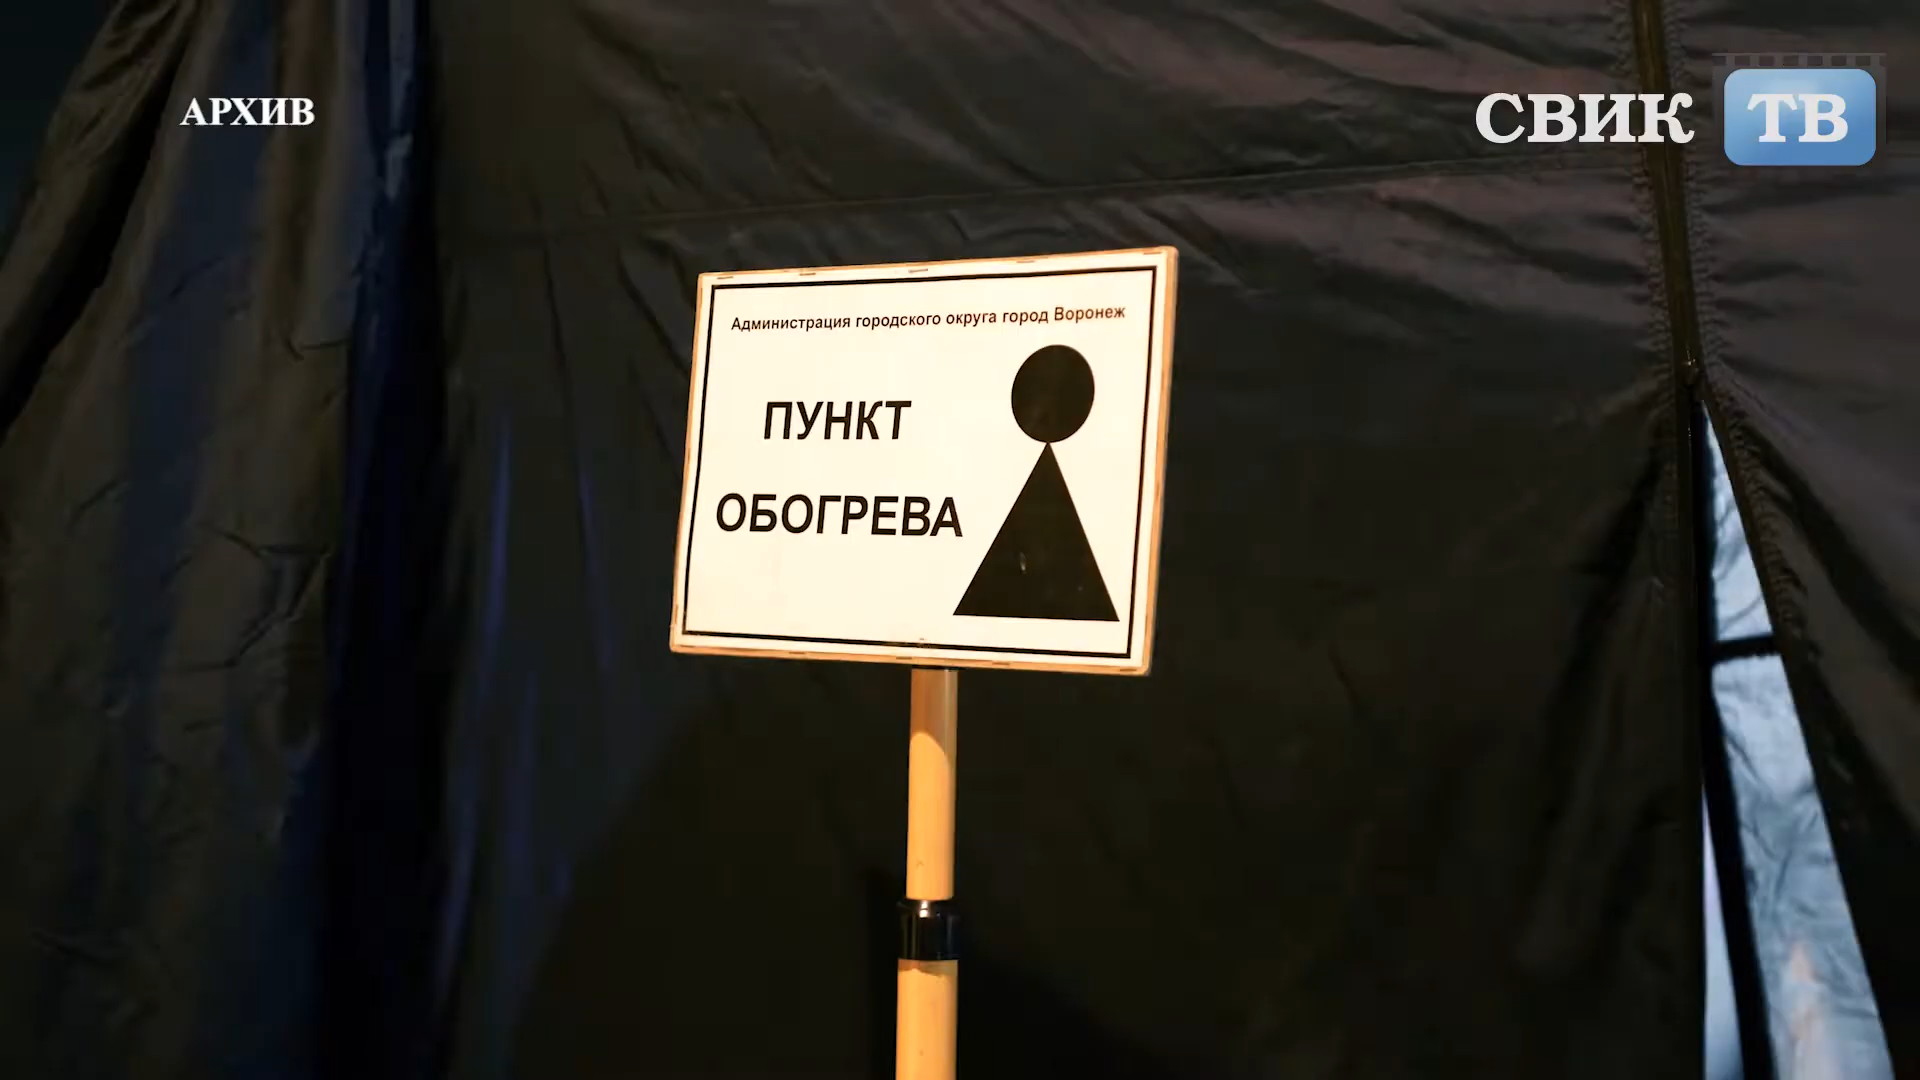 АРХИВ
СВИК ТВ
Администрация городского округа город Воронеж
ПУНКТ
ОБОГРЕВА